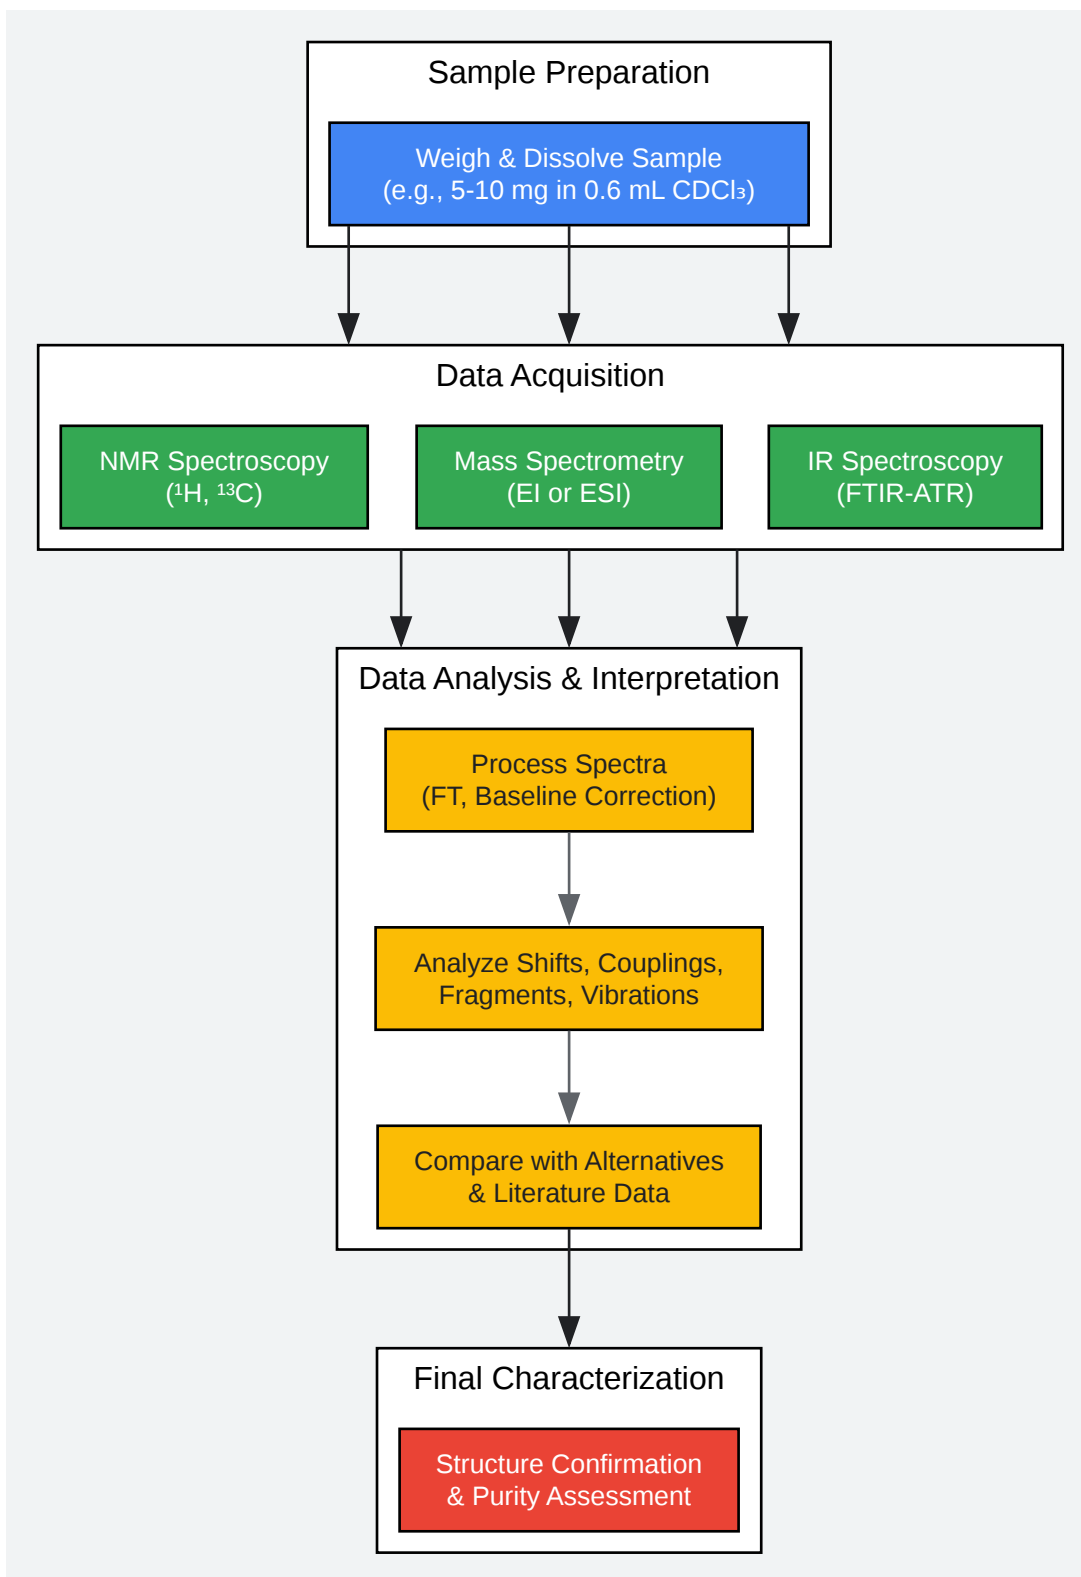 Sample Preparation
Weigh & Dissolve Sample
(e.g., 5-10 mg in 0.6 mL CDCl₃)
Data Acquisition
NMR Spectroscopy
(¹H, ¹³C)
Mass Spectrometry
(EI or ESI)
IR Spectroscopy
(FTIR-ATR)
Data Analysis & Interpretation
Process Spectra
(FT, Baseline Correction)
Analyze Shifts, Couplings,
Fragments, Vibrations
Compare with Alternatives
& Literature Data
Final Characterization
Structure Confirmation
& Purity Assessment